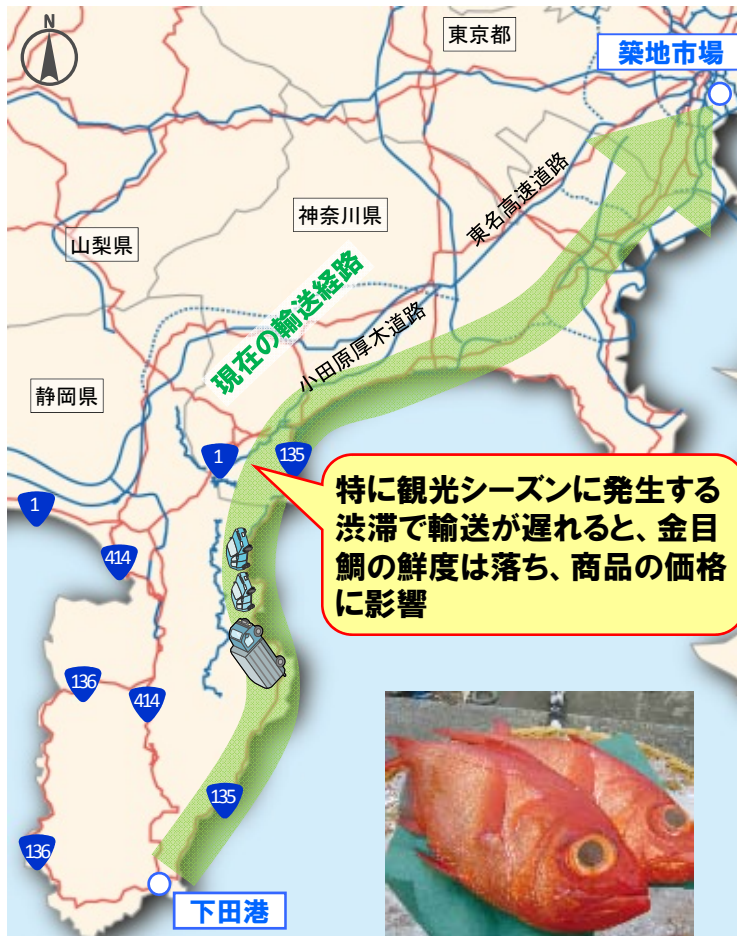 N
東京都
築地市場
東名高速道路
神奈川県
山梨県
現在の輸送経路
小田原厚木道路
静岡県
1
135
1
特に観光シーズンに発生する
渋滞で輸送が遅れると、金目
鯛の鮮度は落ち、商品の価格
に影響
414
136
414
135
136
下田港